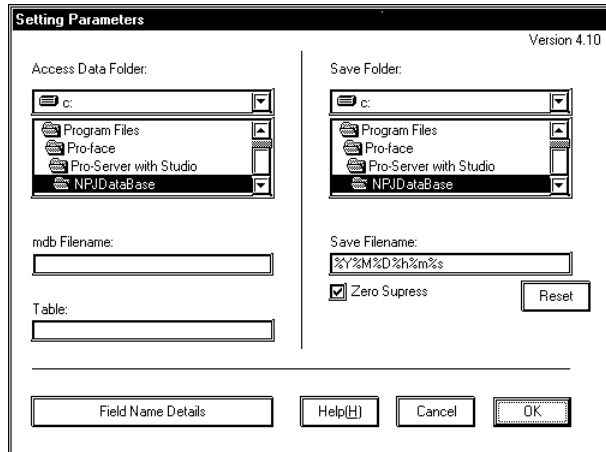 Setting Parameters
Version 4.10
Access Data Folder:
c:
Program Files
Pro-face
Pro-Server with Studio
NPJDataBase
mdb Filename:
Table:
Save Folder:
c:
Program Files
Pro-face
Pro-Server with Studio
NPJDataBase
Save Filename:
%Y%M%D%h%m%s
Zero Supress
Reset
Field Name Details
Help(H)
Cancel
OK